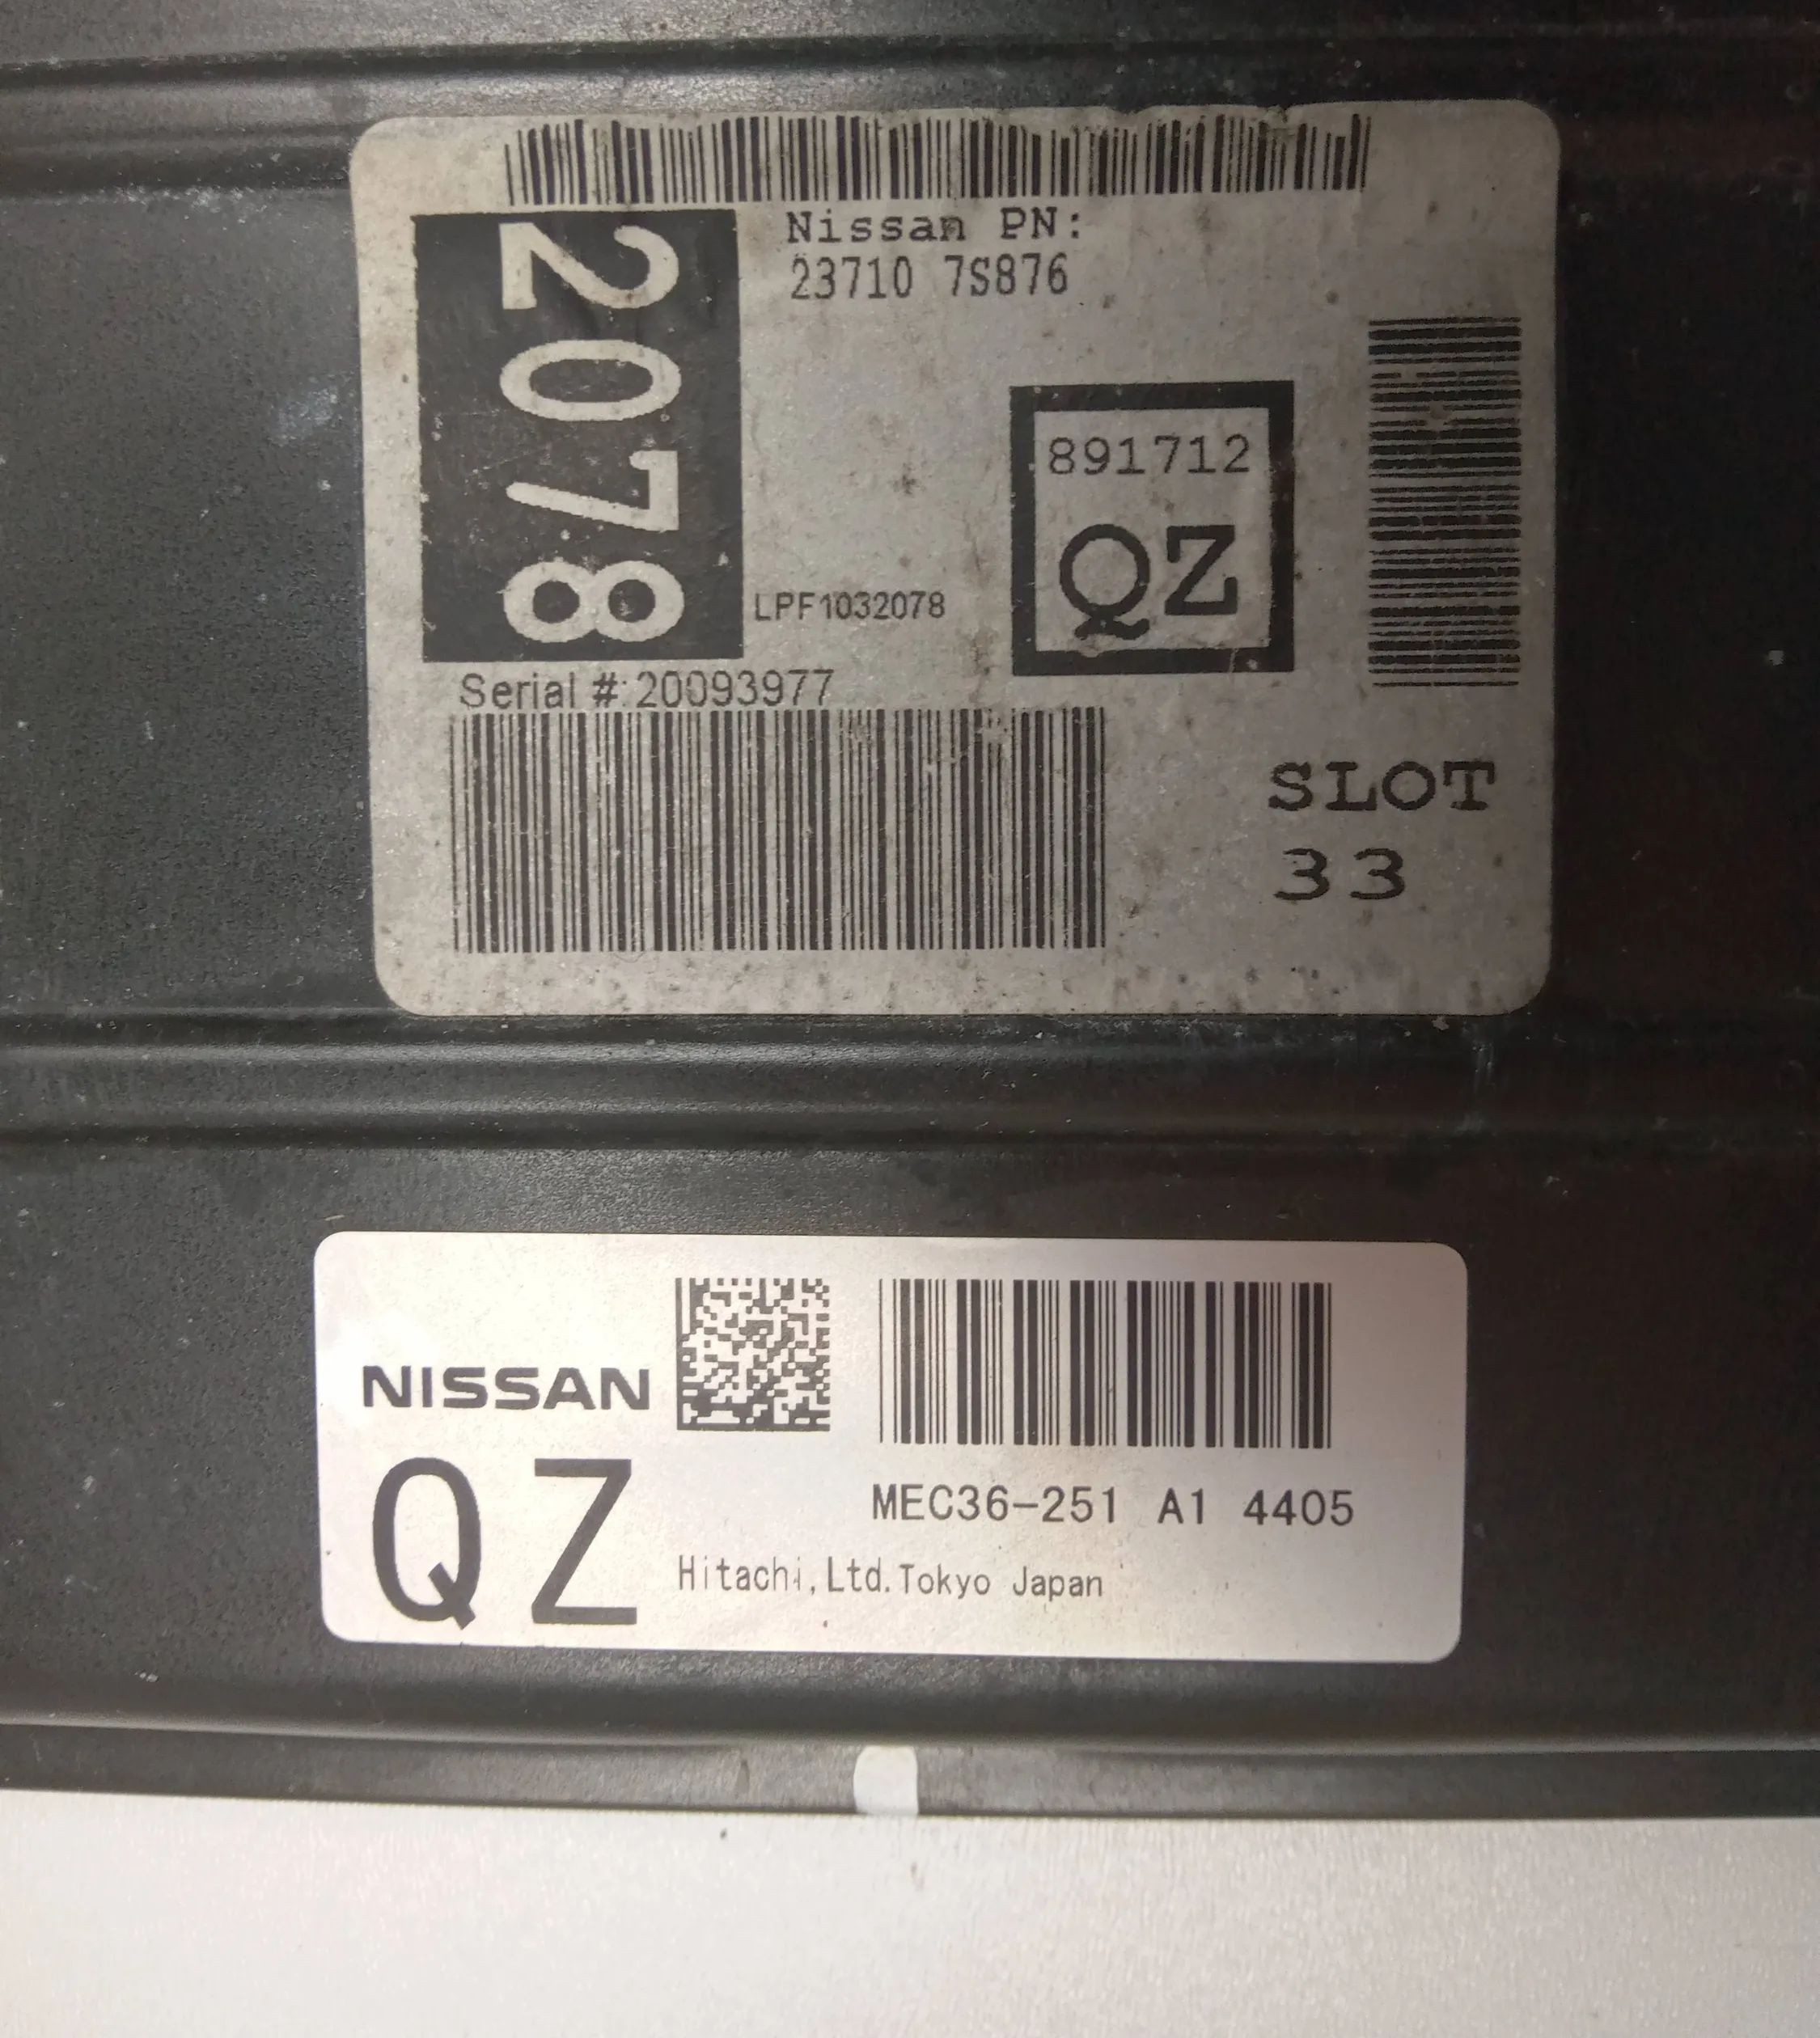 Nissan PN:
23710 7S876
2078
891712
QZ
LPF1032078
Serial #: 20093977
SLOT
33
NISSAN
QZ
MEC36-251 A1 4405
Hitachi, Ltd. Tokyo Japan